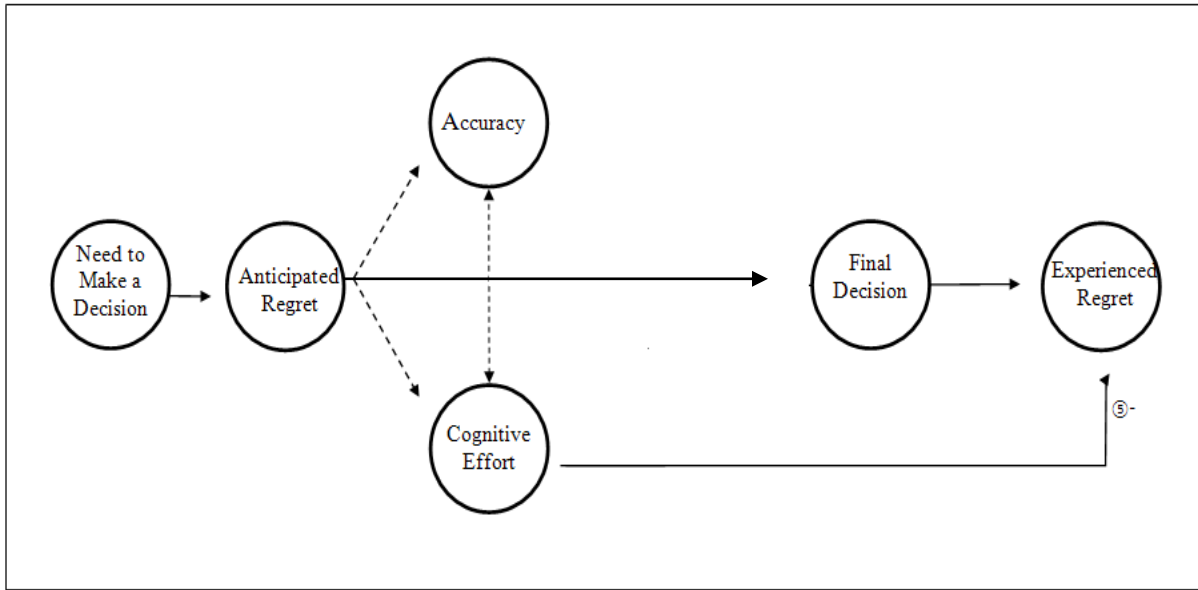 Accuracy
Need to
Make a
Decision
Anticipated
Regret
Final
Decision
Experienced
Regret
⑤-
Cognitive
Effort